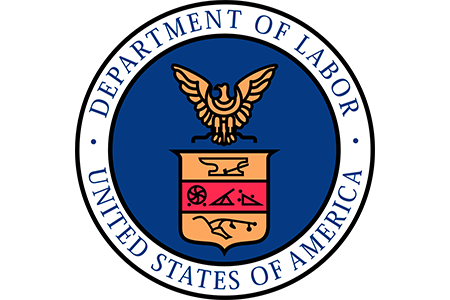 DEPARTMENT OF LABOR
UNITED STATES OF AMERICA